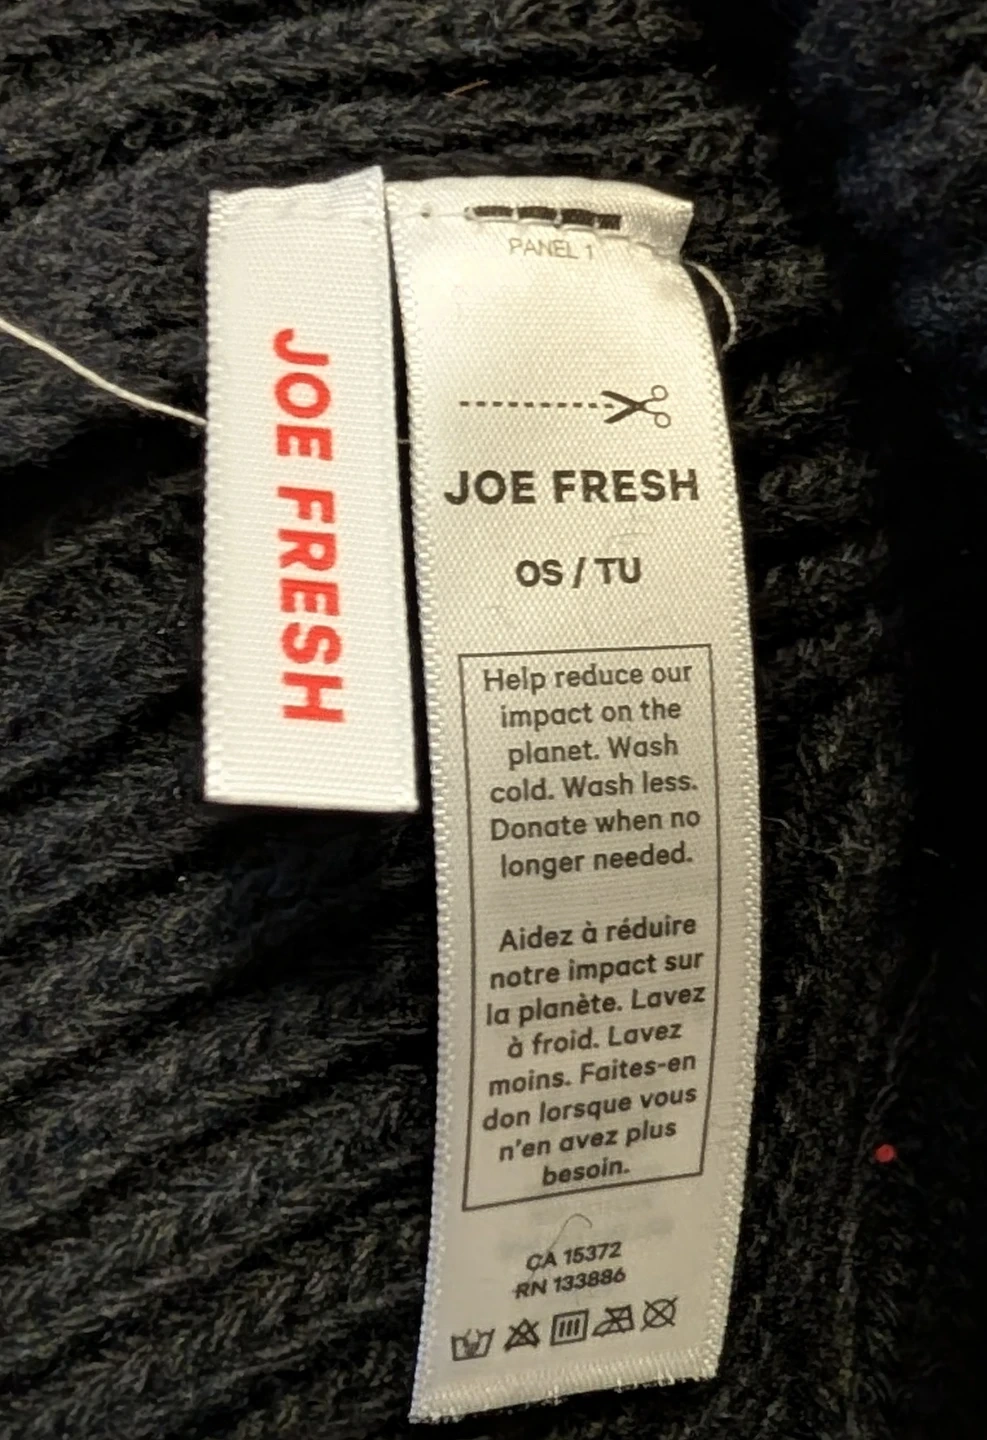 JOE FRESH
PANEL 1
JOE FRESH
OS / TU
Help reduce our
impact on the
planet. Wash
cold. Wash less.
Donate when no
longer needed.
Aidez à réduire
notre impact sur
la planète. Lavez
à froid. Lavez
moins. Faites-en
don lorsque vous
n'en avez plus
besoin.
CA 15372
RN 133886